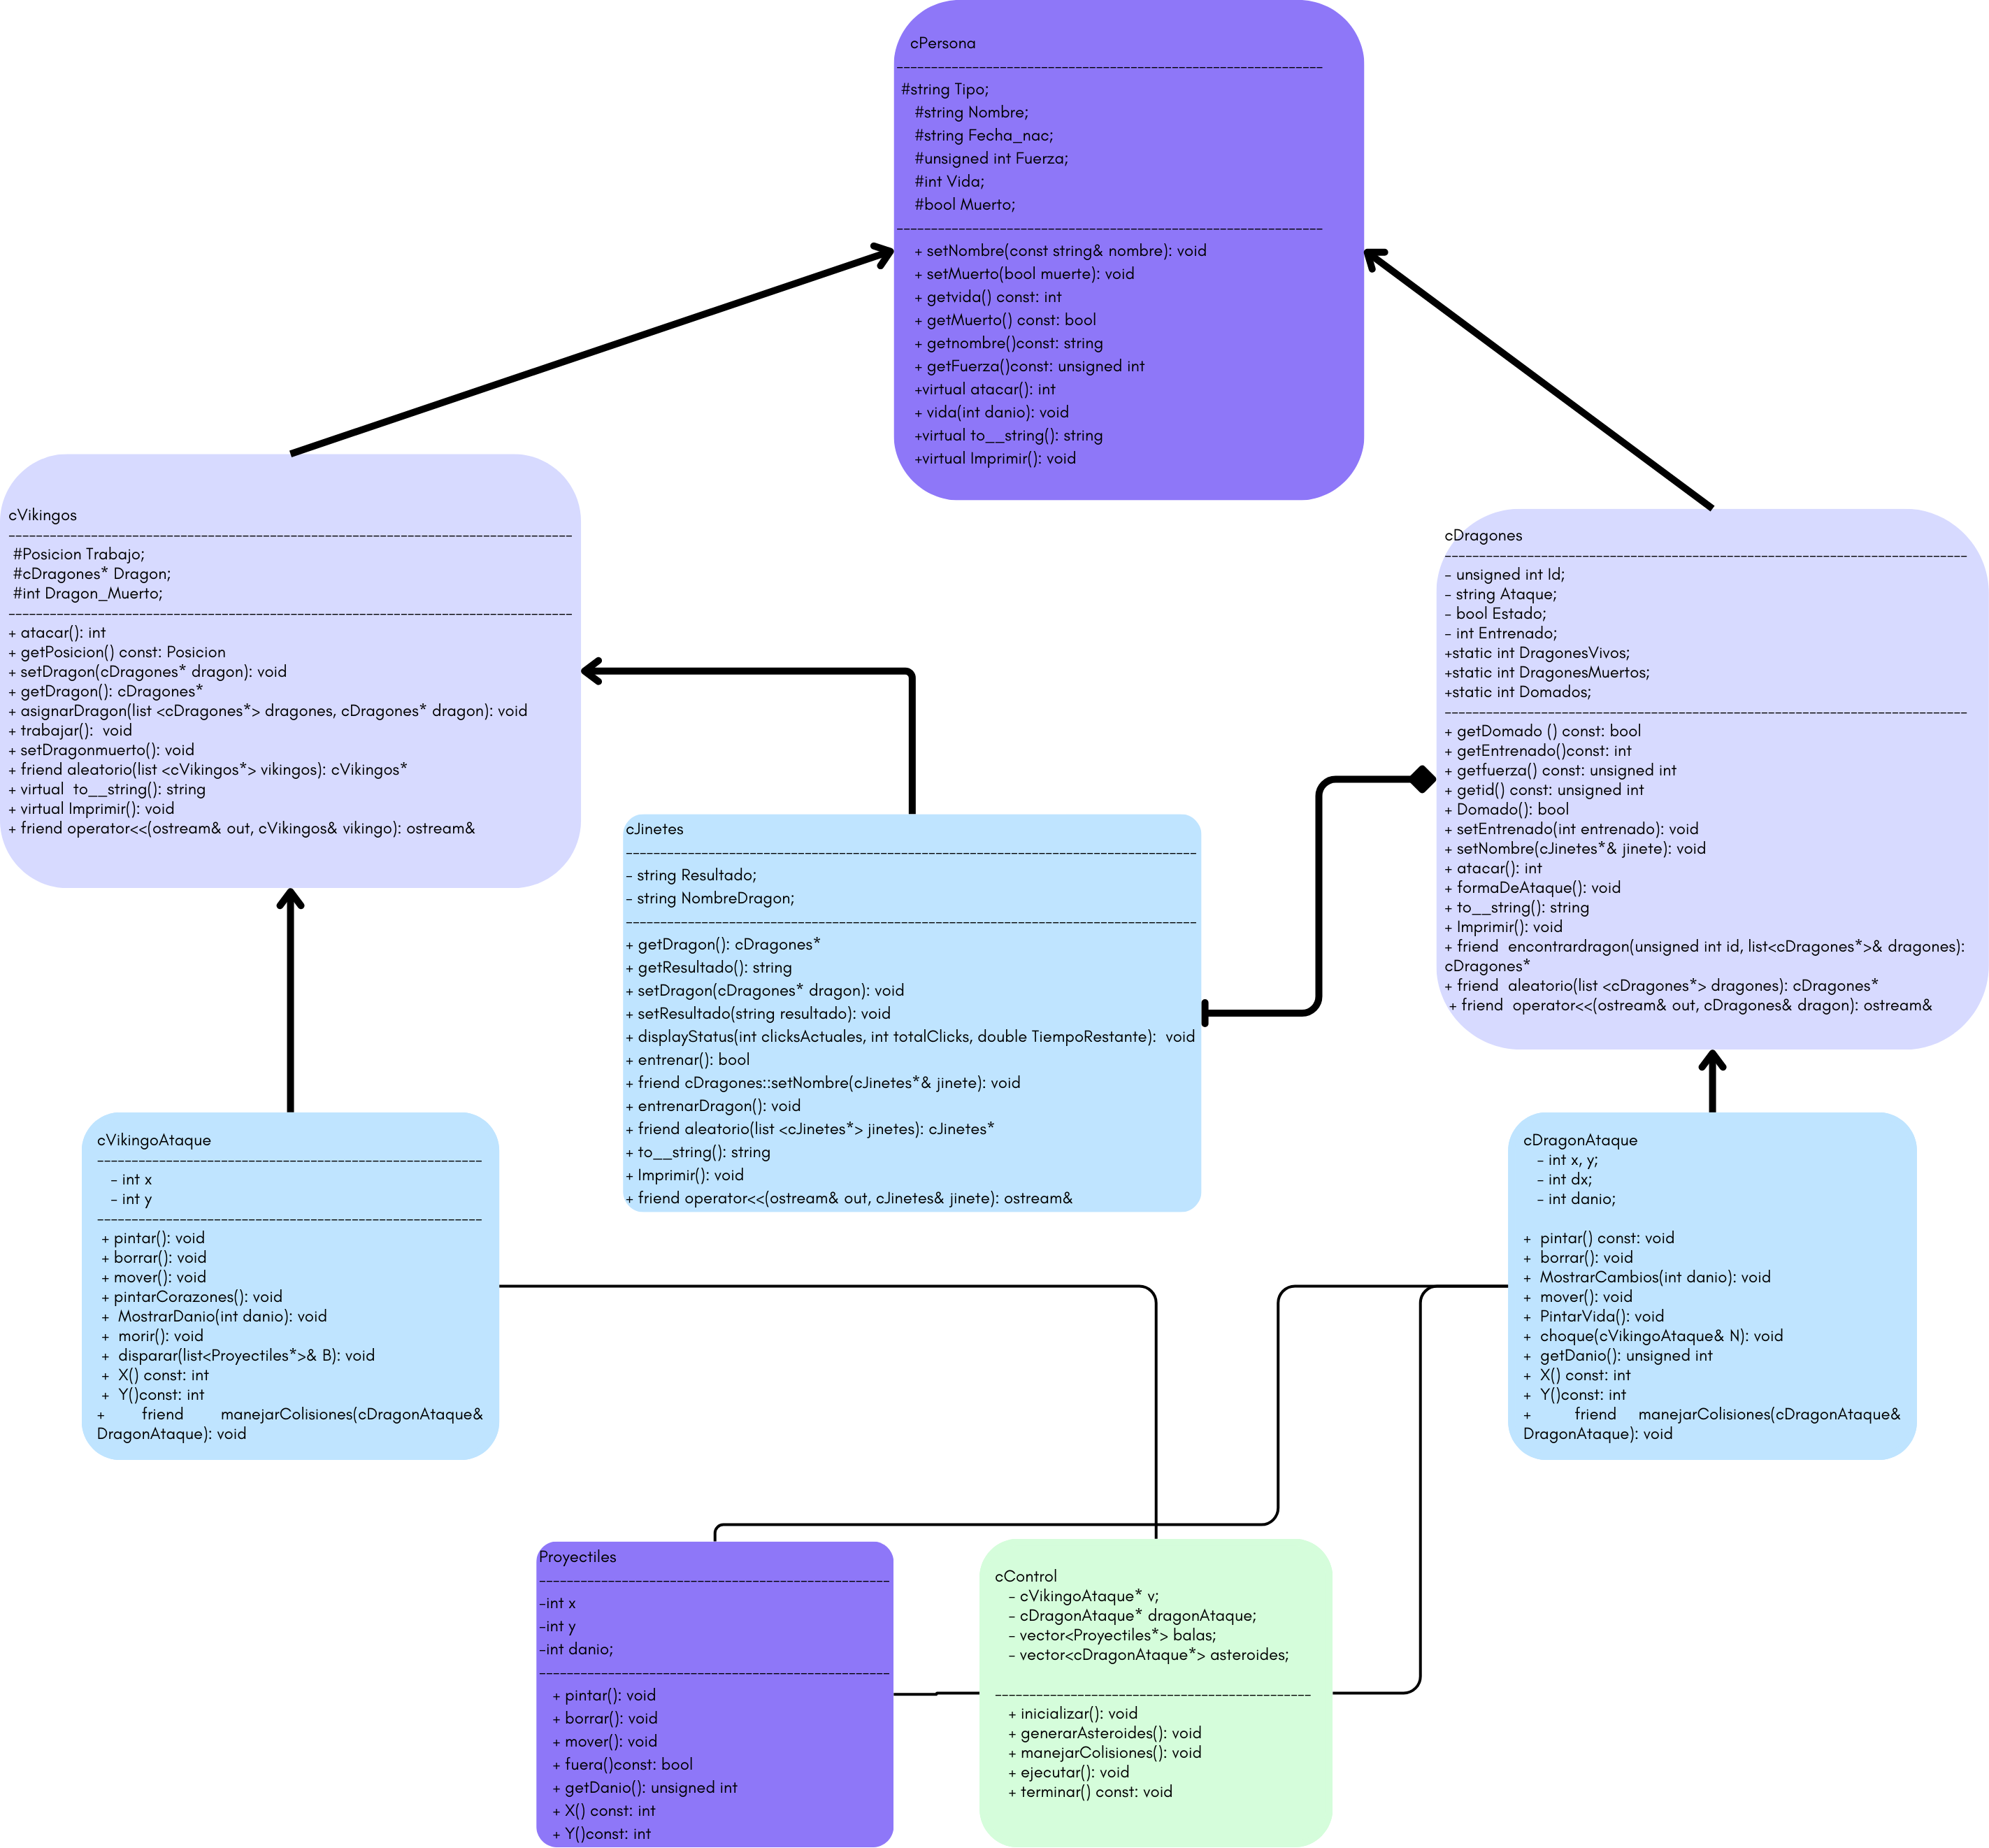 cPersona
#string Tipo;
#string Nombre;
#string Fecha_nac;
#unsigned int Fuerza;
#int Vida;
#bool Muerto;
+ setNombre(const string& nombre): void
+ setMuerto(bool muerte): void
+ getvida() const: int
+ getMuerto() const: bool
+ getnombre()const: string
+ getFuerza()const: unsigned int
+virtual atacar(): int
+ vida(int danio): void
+virtual to__string(): string
+virtual Imprimir(): void
cVikingos
#Posicion Trabajo;
#cDragones* Dragon;
#int Dragon_Muerto;
+ atacar(): int
+ getPosicion() const: Posicion
+ setDragon(cDragones* dragon): void
+ getDragon(): cDragones*
+ asignarDragon(list <cDragones*> dragones, cDragones* dragon): void
+ trabajar():  void
+ setDragonmuerto(): void
+ friend aleatorio(list <cVikingos*> vikingos): cVikingos*
+ virtual  to__string(): string
+ virtual Imprimir(): void
+ friend operator<<(ostream& out, cVikingos& vikingo): ostream&
cDragones
- unsigned int Id;
- string Ataque;
- bool Estado;
- int Entrenado;
+static int DragonesVivos;
+static int DragonesMuertos;
+static int Domados;
+ getDomado () const: bool
+ getEntrenado()const: int
+ getfuerza() const: unsigned int
+ getid() const: unsigned int
+ Domado(): bool
+ setEntrenado(int entrenado): void
+ setNombre(cJinetes*& jinete): void
+ atacar(): int
+ formaDeAtaque(): void
+ to__string(): string
+ Imprimir(): void
+ friend  encontrardragon(unsigned int id, list<cDragones*>& dragones):
cDragones*
+ friend  aleatorio(list <cDragones*> dragones): cDragones*
+ friend  operator<<(ostream& out, cDragones& dragon): ostream&
cJinetes
- string Resultado;
- string NombreDragon;
+ getDragon(): cDragones*
+ getResultado(): string
+ setDragon(cDragones* dragon): void
+ setResultado(string resultado): void
+ displayStatus(int clicksActuales, int totalClicks, double TiempoRestante):  void
+ entrenar(): bool
+ friend cDragones::setNombre(cJinetes*& jinete): void
+ entrenarDragon(): void
+ friend aleatorio(list <cJinetes*> jinetes): cJinetes*
+ to__string(): string
+ Imprimir(): void
+ friend operator<<(ostream& out, cJinetes& jinete): ostream&
cVikingoAtaque
- int x
- int y
+ pintar(): void
+ borrar(): void
+ mover(): void
+ pintarCorazones(): void
+  MostrarDanio(int danio): void
+  morir(): void
+  disparar(list<Proyectiles*>& B): void
+  X() const: int
+  Y()const: int
+ friend manejarColisiones(cDragonAtaque&
DragonAtaque): void
cDragonAtaque
- int x, y;
- int dx;
- int danio;
+  pintar() const: void
+  borrar(): void
+  MostrarCambios(int danio): void
+  mover(): void
+  PintarVida(): void
+  choque(cVikingoAtaque& N): void
+  getDanio(): unsigned int
+  X() const: int
+  Y()const: int
+ friend manejarColisiones(cDragonAtaque&
DragonAtaque): void
Proyectiles
-int x
-int y
-int danio;
+ pintar(): void
+ borrar(): void
+ mover(): void
+ fuera()const: bool
+ getDanio(): unsigned int
+ X() const: int
+ Y()const: int
cControl
- cVikingoAtaque* v;
- cDragonAtaque* dragonAtaque;
- vector<Proyectiles*> balas;
- vector<cDragonAtaque*> asteroides;
+ inicializar(): void
+ generarAsteroides(): void
+ manejarColisiones(): void
+ ejecutar(): void
+ terminar() const: void